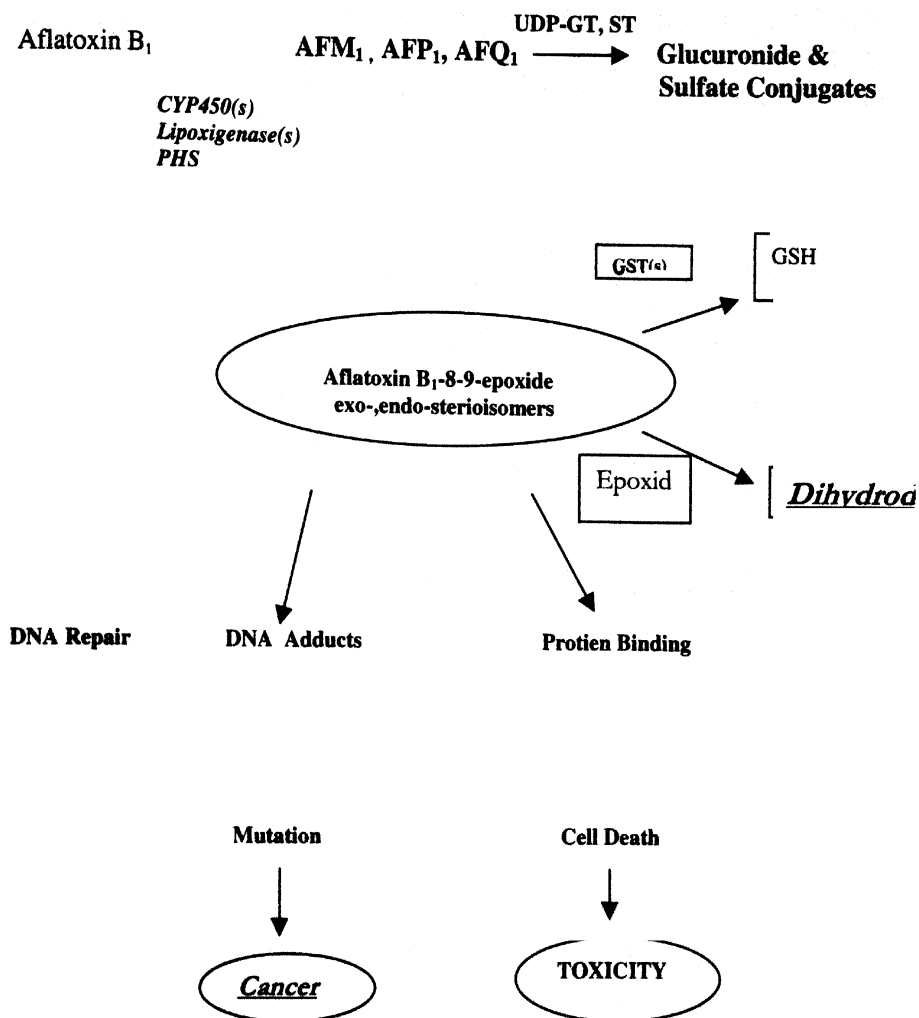 UDP-GT, ST
Aflatoxin B₁
AFM₁, AFP₁, AFQ₁
Glucuronide &
Sulfate Conjugates
CYP450(s)
Lipoxigenase(s)
PHS
GST(s)
GSH
Aflatoxin B₁-8-9-epoxide
exo-,endo-sterioisomers
Epoxid
Dihydrod
DNA Repair
DNA Adducts
Protien Binding
Mutation
Cell Death
Cancer
TOXICITY